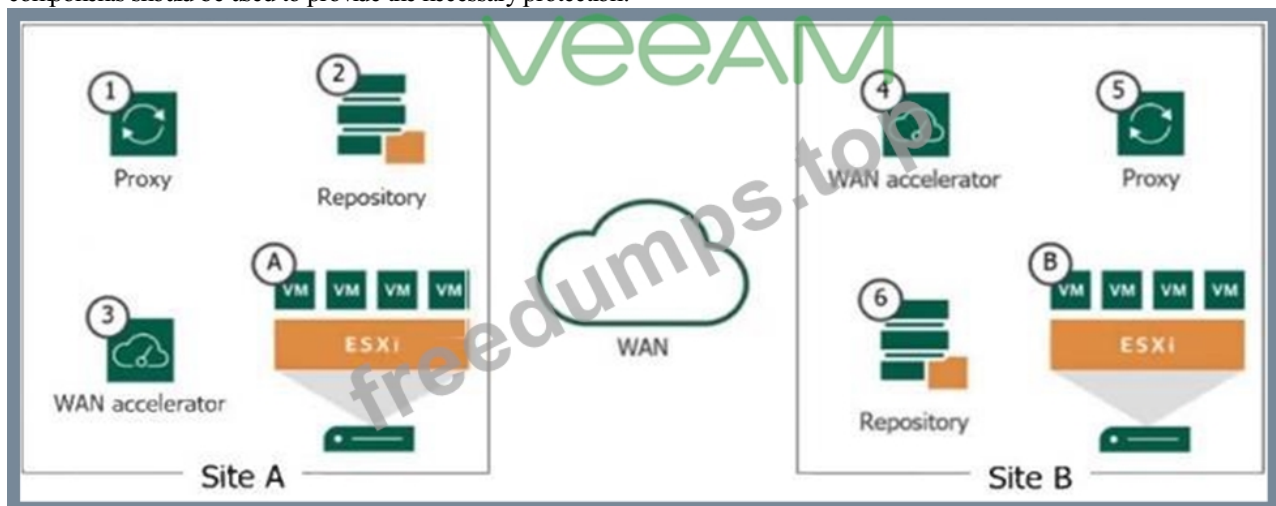 components should be used to provide the necessary protection.
veeAM
freedumps.top
1
Proxy
2
Repository
3
WAN accelerator
A
VM VM VM VM
ESXi
Site A
WAN
4
WAN accelerator
5
Proxy
6
Repository
B
VM VM VM VM
ESXi
Site B